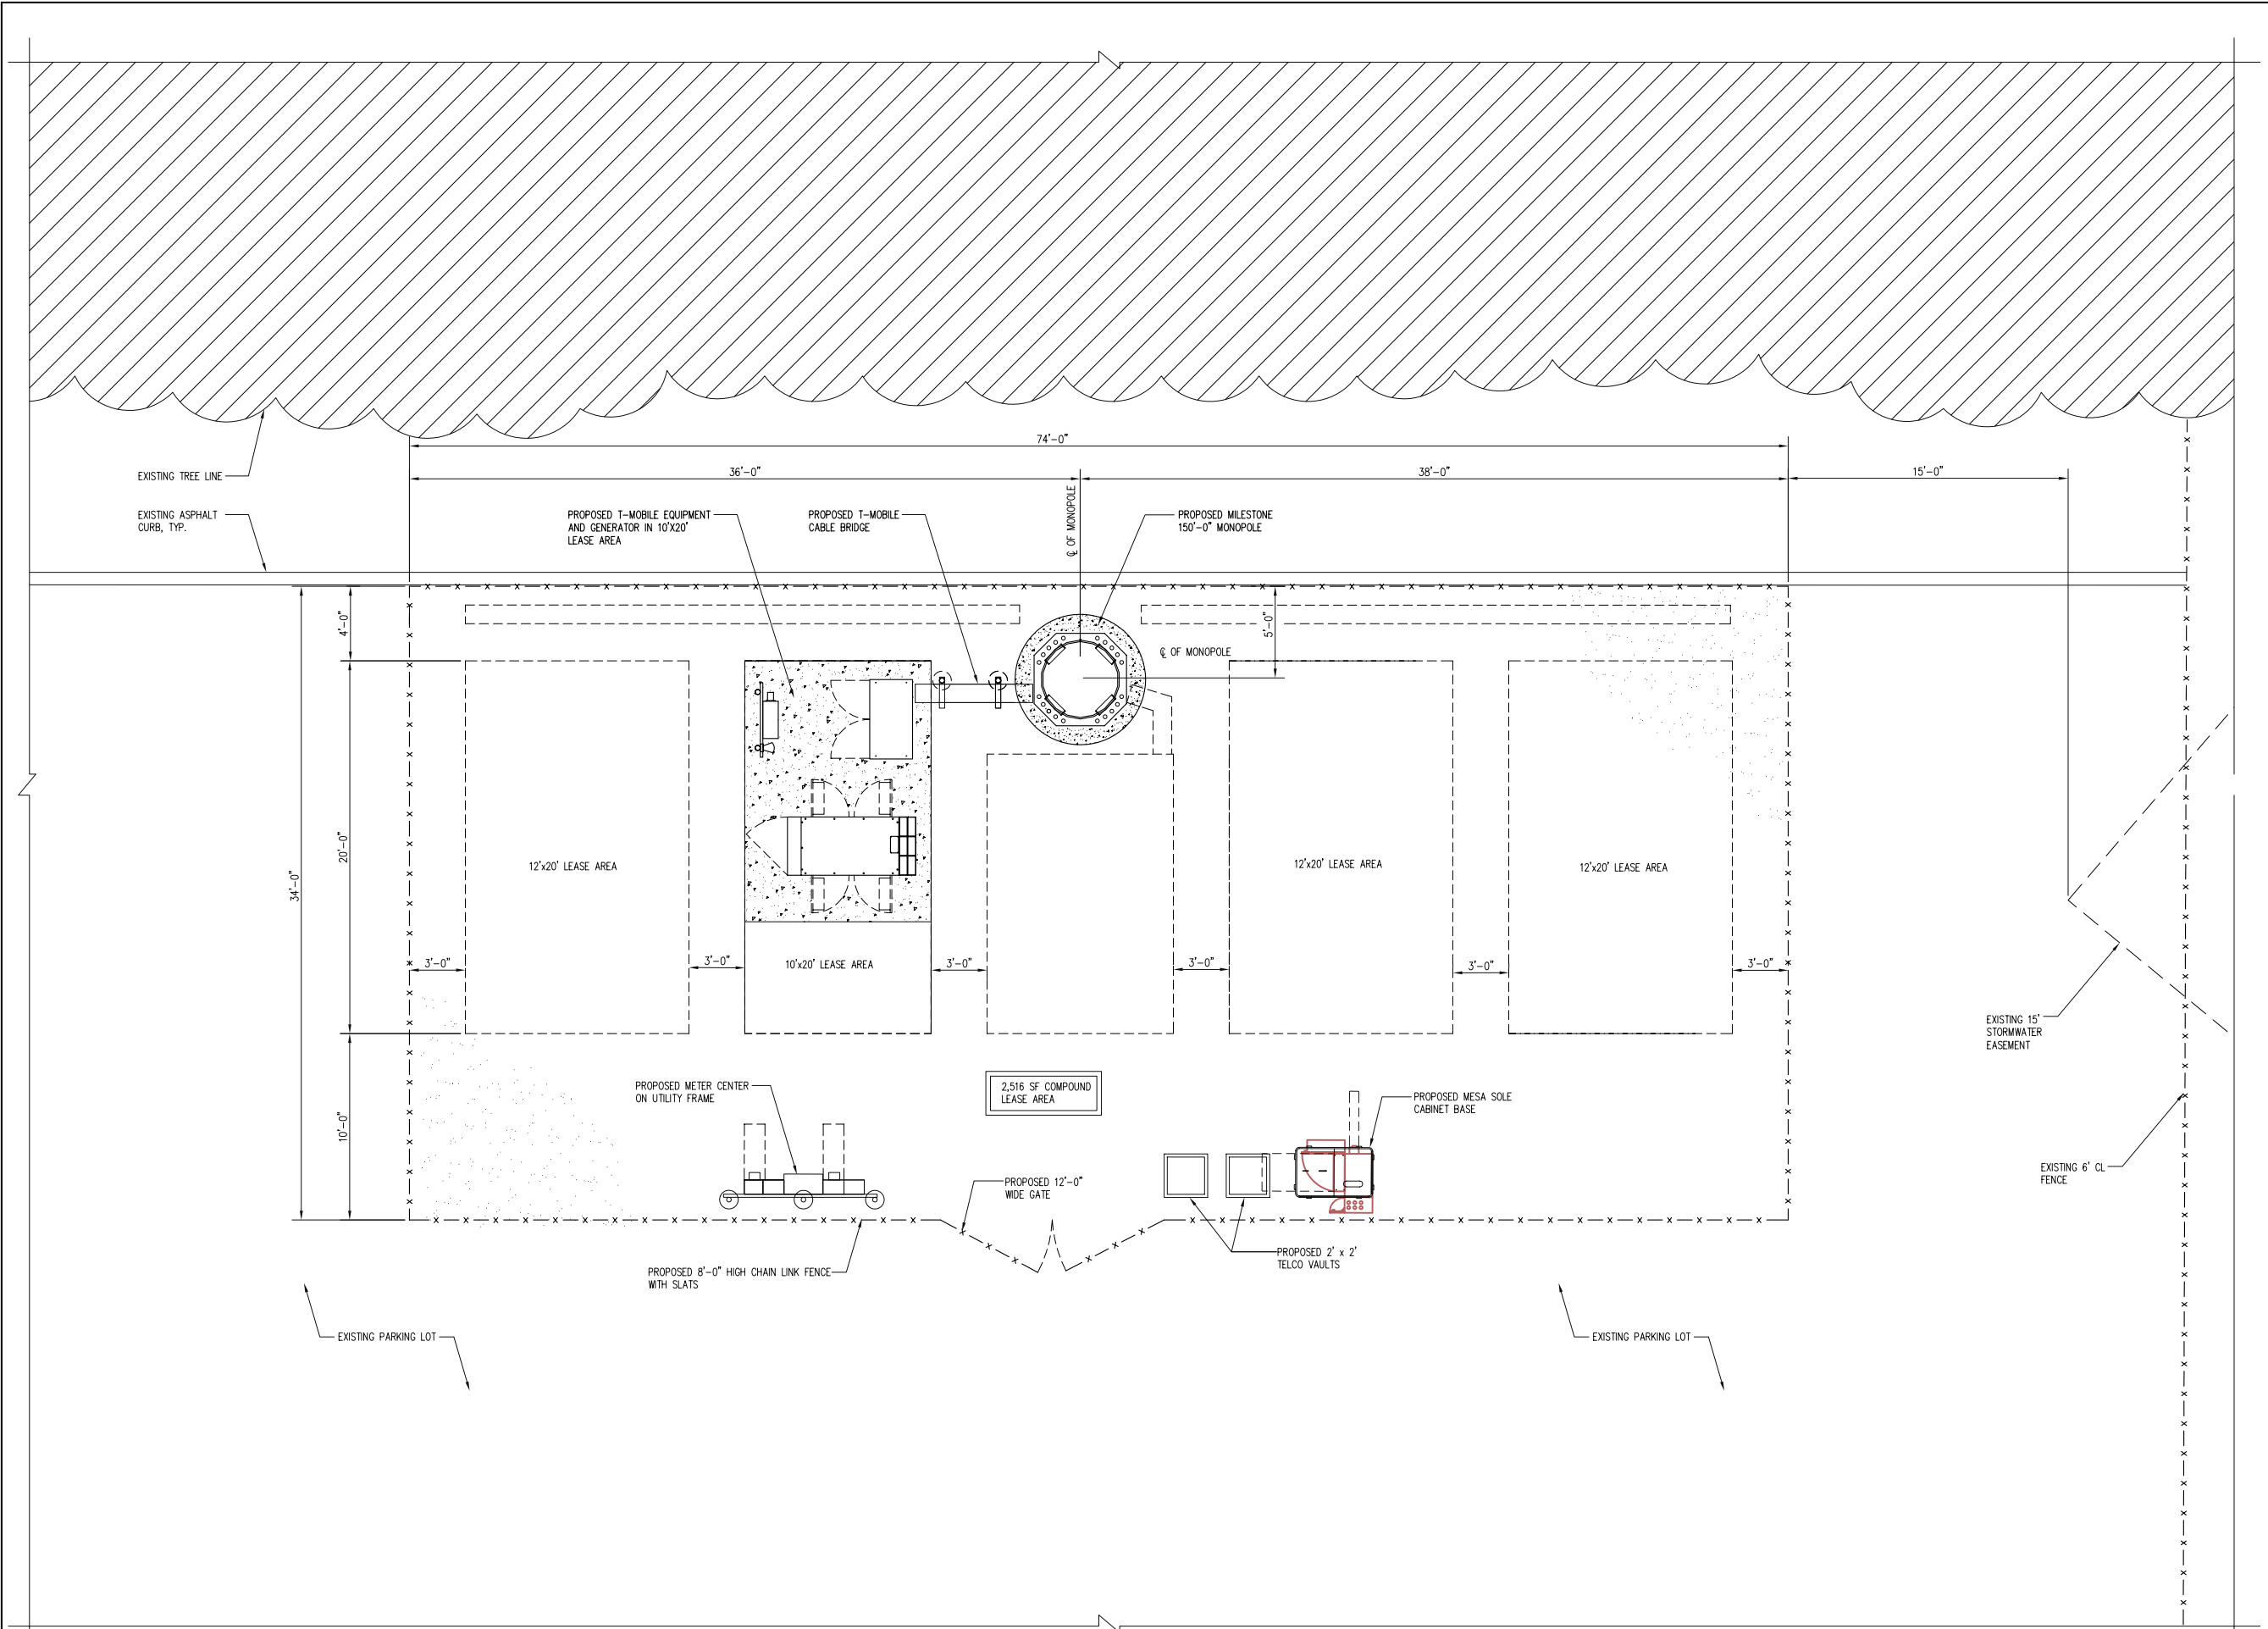 74'-0"
36'-0"
38'-0"
15'-0"
EXISTING TREE LINE
EXISTING ASPHALT
CURB, TYP.
PROPOSED T-MOBILE EQUIPMENT
AND GENERATOR IN 10'X20'
LEASE AREA
PROPOSED T-MOBILE
CABLE BRIDGE
℄ OF MONOPOLE
PROPOSED MILESTONE
150'-0" MONOPOLE
4'-0"
5'-0"
℄ OF MONOPOLE
20'-0"
34'-0"
12'x20' LEASE AREA
12'x20' LEASE AREA
12'x20' LEASE AREA
3'-0"
3'-0"
10'x20' LEASE AREA
3'-0"
3'-0"
3'-0"
3'-0"
EXISTING 15'
STORMWATER
EASEMENT
10'-0"
PROPOSED METER CENTER
ON UTILITY FRAME
2,516 SF COMPOUND
LEASE AREA
PROPOSED MESA SOLE
CABINET BASE
EXISTING 6' CL
FENCE
PROPOSED 12'-0"
WIDE GATE
PROPOSED 2' x 2'
TELCO VAULTS
PROPOSED 8'-0" HIGH CHAIN LINK FENCE
WITH SLATS
EXISTING PARKING LOT
EXISTING PARKING LOT